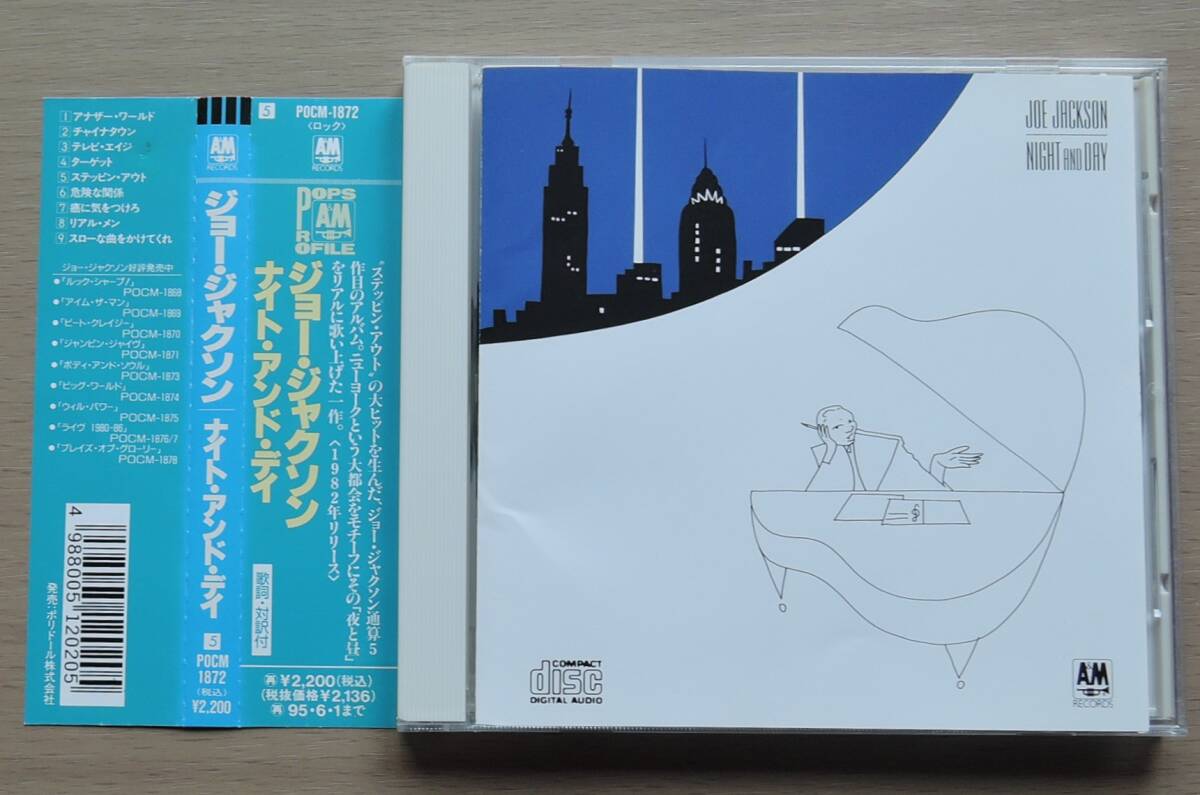 1 アナザー・ワールド
2 チャイナタウン
3 テレビ・エイジ
4 ターゲット
5 ステッピン・アウト
6 危険な関係
7 癌に気をつけろ
8 リアル・メン
9 スローな曲をかけてくれ
ジョー・ジャクソン好評発売中
●「ルック・シャープ!」
POCM-1868
●「アイム・ザ・マン」
POCM-1869
●「ビート・クレイジー」
POCM-1870
●「ジャンピン・ジャイヴ」
POCM-1871
●「ボディ・アンド・ソウル」
POCM-1873
●「ビッグ・ワールド」
POCM-1874
●「ウィル・パワー」
POCM-1875
●「ライヴ 1980-86」
POCM-1876/7
●「ブレイズ・オブ・グローリー」
POCM-1878
4 988005 120205
発売:ポリドール株式会社
A&M
RECORDS
ジョー・ジャクソン
ナイト・アンド・デイ
5
POCM
1872
(税込)
¥2,200
5
POCM-1872
〈ロック〉
A&M
RECORDS
POPS
A&M
PROFILE
ジョー・ジャクソン
ナイト・アンド・デイ
"ステッピン・アウト"の大ヒットを生んだ、ジョー・ジャクソン通算5
作目のアルバム。ニューヨークという大都会をモチーフにその「夜と昼」
をリアルに歌い上げた一作。〈1982年リリース〉
歌詞・対訳付
再¥2,200(税込)
(税抜価格¥2,136)
再95・6・1まで
JOE JACKSON
NIGHT AND DAY
COMPACT
disc
DIGITAL AUDIO
A&M
RECORDS